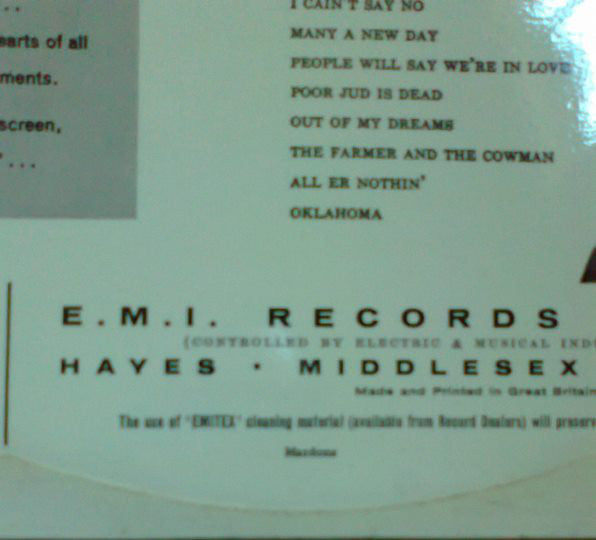 I CAIN'T SAY NO
MANY A NEW DAY
PEOPLE WILL SAY WE'RE IN LOVE
POOR JUD IS DEAD
OUT OF MY DREAMS
THE FARMER AND THE COWMAN
ALL ER NOTHIN'
OKLAHOMA
...
earts of all
ments.
screen,
' ...
E.M.I. RECORDS
(CONTROLLED BY ELECTRIC & MUSICAL IND
HAYES · MIDDLESEX
Made and Printed in Great Britain
The use of "EMITEX" cleaning material (available from Record Dealers) will preserv
Mardons